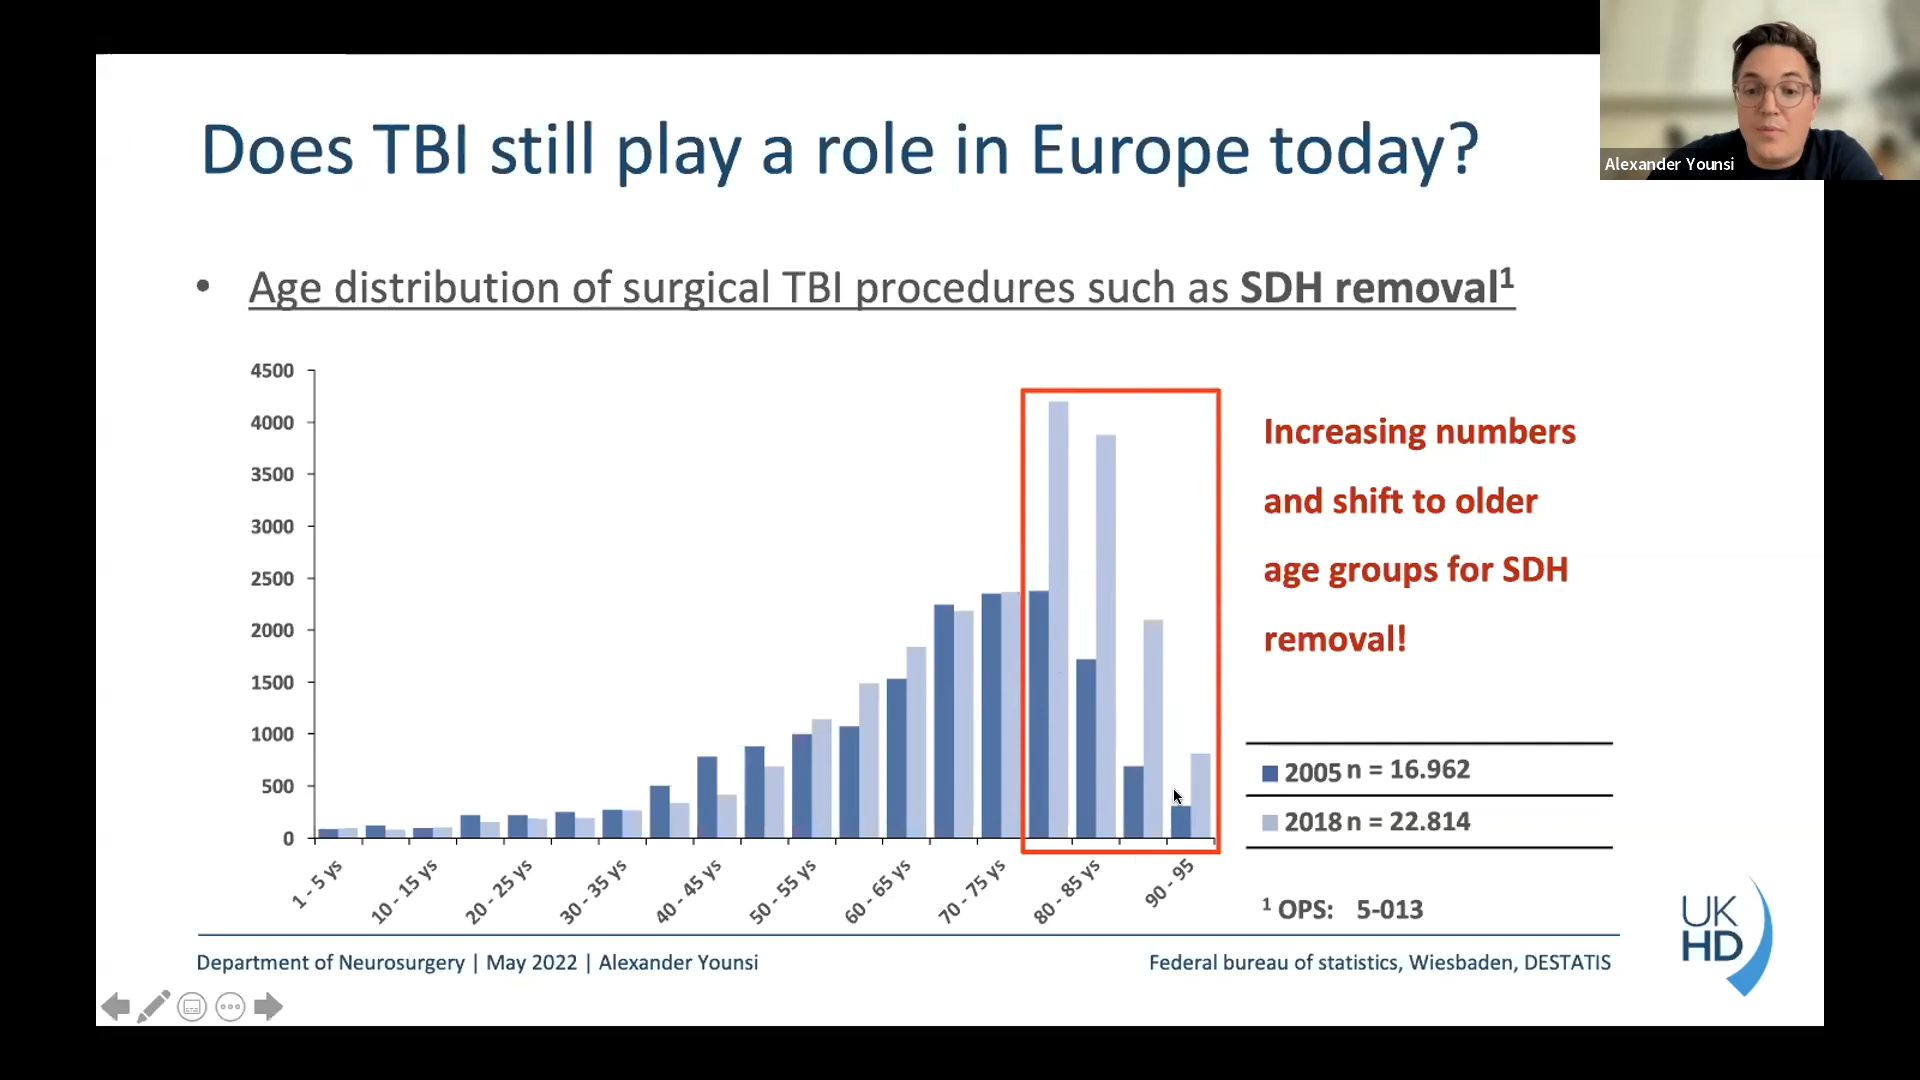 Does TBI still play a role in Europe today?
Alexander Younsi
• Age distribution of surgical TBI procedures such as SDH removal¹
4500
4000
3500
3000
2500
2000
1500
1000
500
0
1 - 5 ys
10 - 15 ys
20 - 25 ys
30 - 35 ys
40 - 45 ys
50 - 55 ys
60 - 65 ys
70 - 75 ys
80 - 85 ys
90 - 95
Increasing numbers
and shift to older
age groups for SDH
removal!
2005 n = 16.962
2018 n = 22.814
¹ OPS: 5-013
Department of Neurosurgery | May 2022 | Alexander Younsi
Federal bureau of statistics, Wiesbaden, DESTATIS
UK
HD